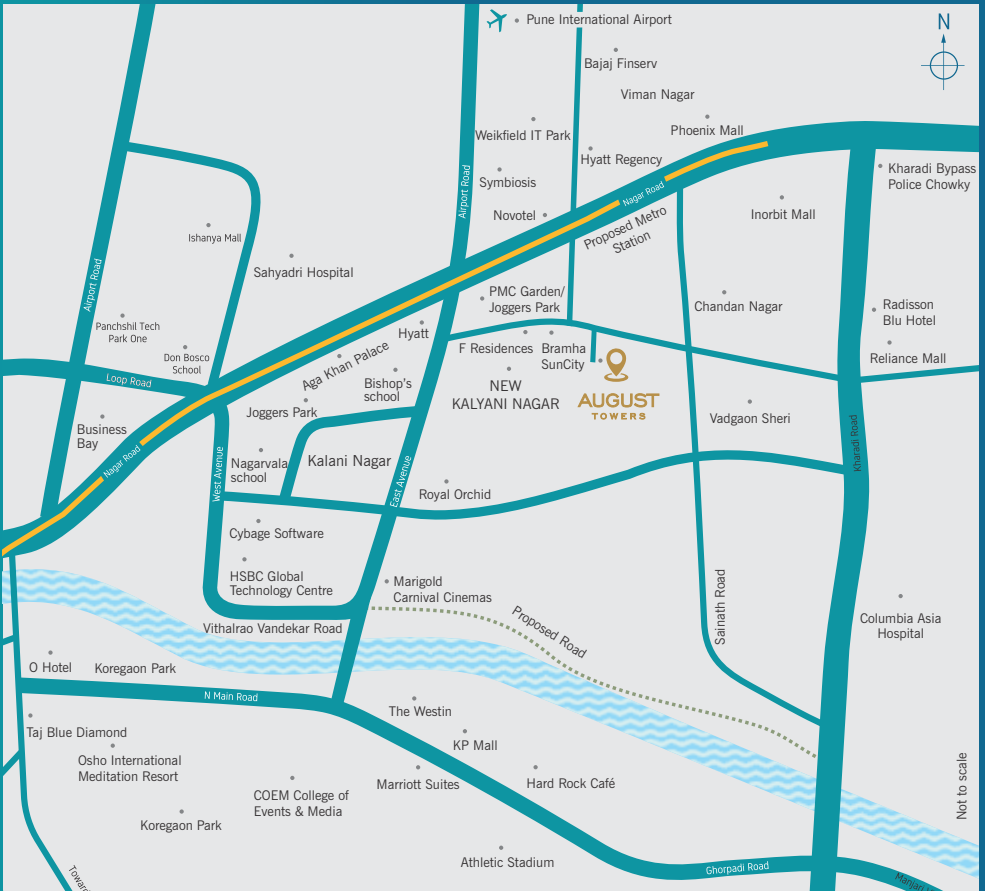 Pune International Airport
N
Bajaj Finserv
Viman Nagar
Weikfield IT Park
Phoenix Mall
Hyatt Regency
Kharadi Bypass
Police Chowky
Airport Road
Symbiosis
Nagar Road
Novotel
Inorbit Mall
Proposed Metro
Station
Ishanya Mall
Sahyadri Hospital
Airport Road
PMC Garden/
Joggers Park
Chandan Nagar
Radisson
Blu Hotel
Panchshil Tech
Park One
Hyatt
Don Bosco
School
Aga Khan Palace
F Residences
Bramha
SunCity
Reliance Mall
Loop Road
Bishop's
school
NEW
KALYANI NAGAR
AUGUST
TOWERS
Joggers Park
Vadgaon Sheri
Business
Bay
Nagar Road
Kharadi Road
Nagarvala
school
Kalani Nagar
West Avenue
East Avenue
Royal Orchid
Cybage Software
HSBC Global
Technology Centre
Marigold
Carnival Cinemas
Proposed Road
Sainath Road
Columbia Asia
Hospital
Vithalrao Vandekar Road
O Hotel
Koregaon Park
N Main Road
The Westin
Taj Blue Diamond
KP Mall
Osho International
Meditation Resort
Marriott Suites
Hard Rock Café
Not to scale
COEM College of
Events & Media
Koregaon Park
Athletic Stadium
Ghorpadi Road